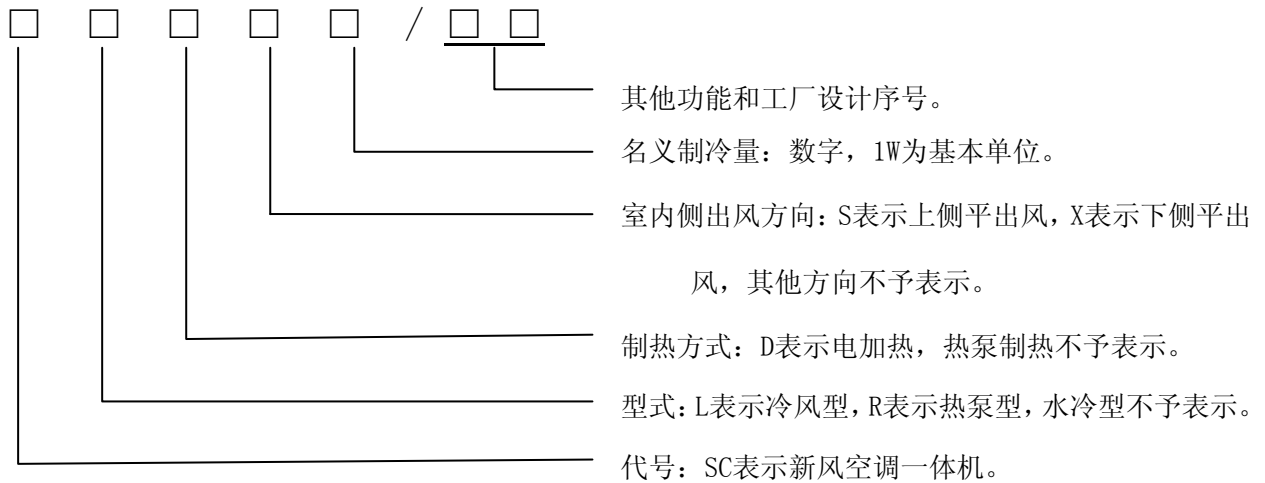 □ □ □ □ □ / □ □
其他功能和工厂设计序号。
名义制冷量：数字，1W为基本单位。
室内侧出风方向：S表示上侧平出风，X表示下侧平出
风，其他方向不予表示。
制热方式：D表示电加热，热泵制热不予表示。
型式：L表示冷风型，R表示热泵型，水冷型不予表示。
代号：SC表示新风空调一体机。